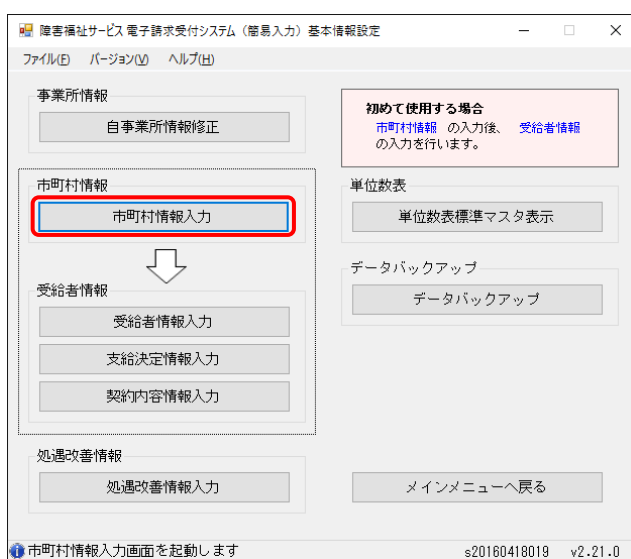 障害福祉サービス 電子請求受付システム（簡易入力） 基本情報設定
ファイル(F) バージョン(V) ヘルプ(H)
事業所情報
自事業所情報修正
初めて使用する場合
市町村情報 の入力後、 受給者情報
の入力を行います。
市町村情報
市町村情報入力
単位数表
単位数表標準マスタ表示
データバックアップ
データバックアップ
受給者情報
受給者情報入力
支給決定情報入力
契約内容情報入力
処遇改善情報
処遇改善情報入力
メインメニューへ戻る
市町村情報入力画面を起動します
s20160418019 v2.21.0